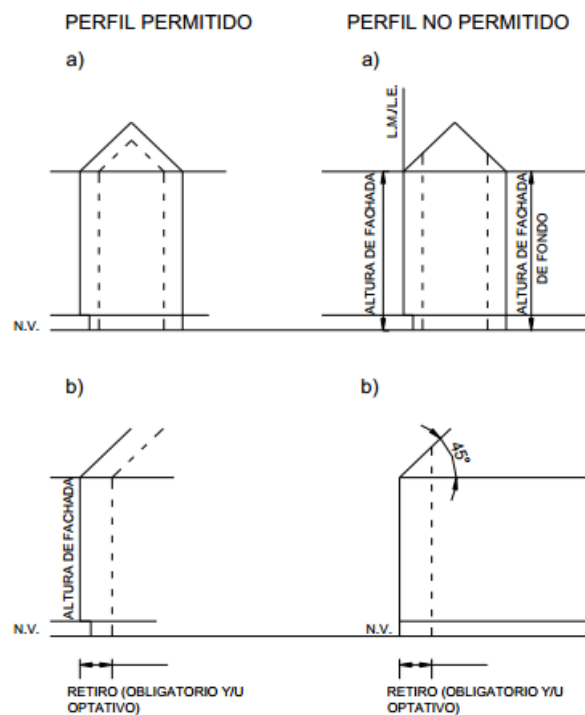 PERFIL PERMITIDO
PERFIL NO PERMITIDO
a)
a)
L.M./L.E.
ALTURA DE FACHADA
ALTURA DE FACHADA
DE FONDO
N.V.
b)
b)
45º
ALTURA DE FACHADA
N.V.
N.V.
RETIRO (OBLIGATORIO Y/U
OPTATIVO)
RETIRO (OBLIGATORIO Y/U
OPTATIVO)